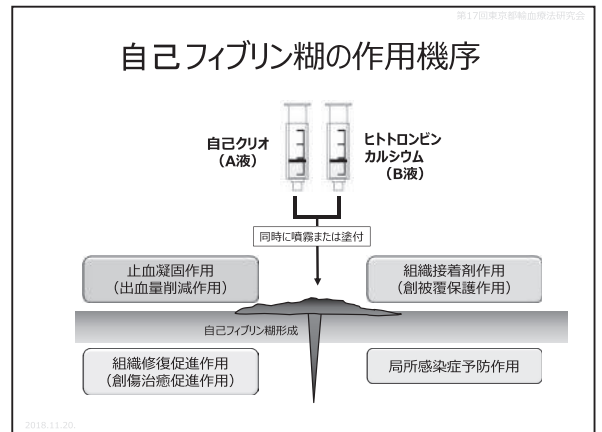 第17回東京都輸血療法研究会
自己フィブリン糊の作用機序
自己クリオ
（A液）
ヒトトロンビン
カルシウム
（B液）
同時に噴霧または塗付
止血凝固作用
（出血量削減作用）
組織接着剤作用
（創被覆保護作用）
自己フィブリン糊形成
組織修復促進作用
（創傷治癒促進作用）
局所感染症予防作用
2018.11.20.